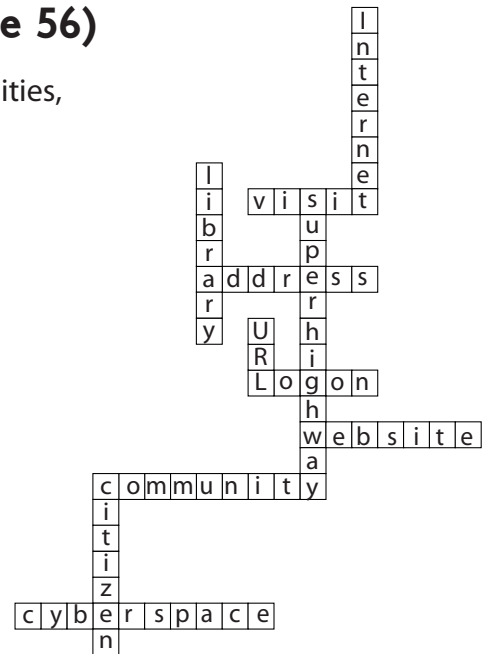 e 56)
ities,
Internet
library
visit
superhighway
address
URL
Logon
website
community
citizen
cyberspace